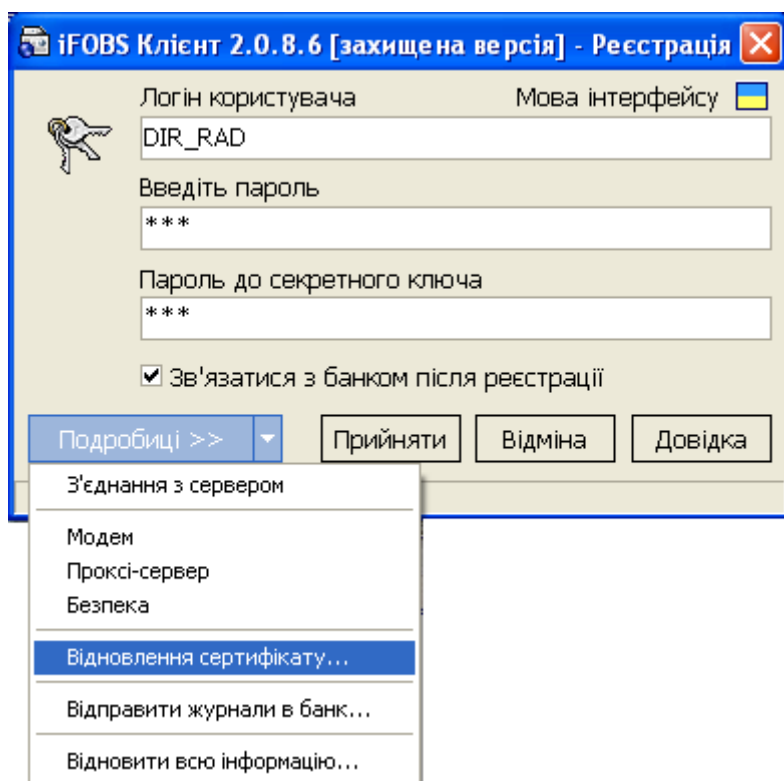 iFOBS Клієнт 2.0.8.6 [захищена версія] - Реєстрація
Логін користувача Мова інтерфейсу
DIR_RAD
Введіть пароль
***
Пароль до секретного ключа
***
Зв'язатися з банком після реєстрації
Подробиці >> Прийняти Відміна Довідка
З'єднання з сервером
Модем
Проксі-сервер
Безпека
Відновлення сертифікату...
Відправити журнали в банк...
Відновити всю інформацію...